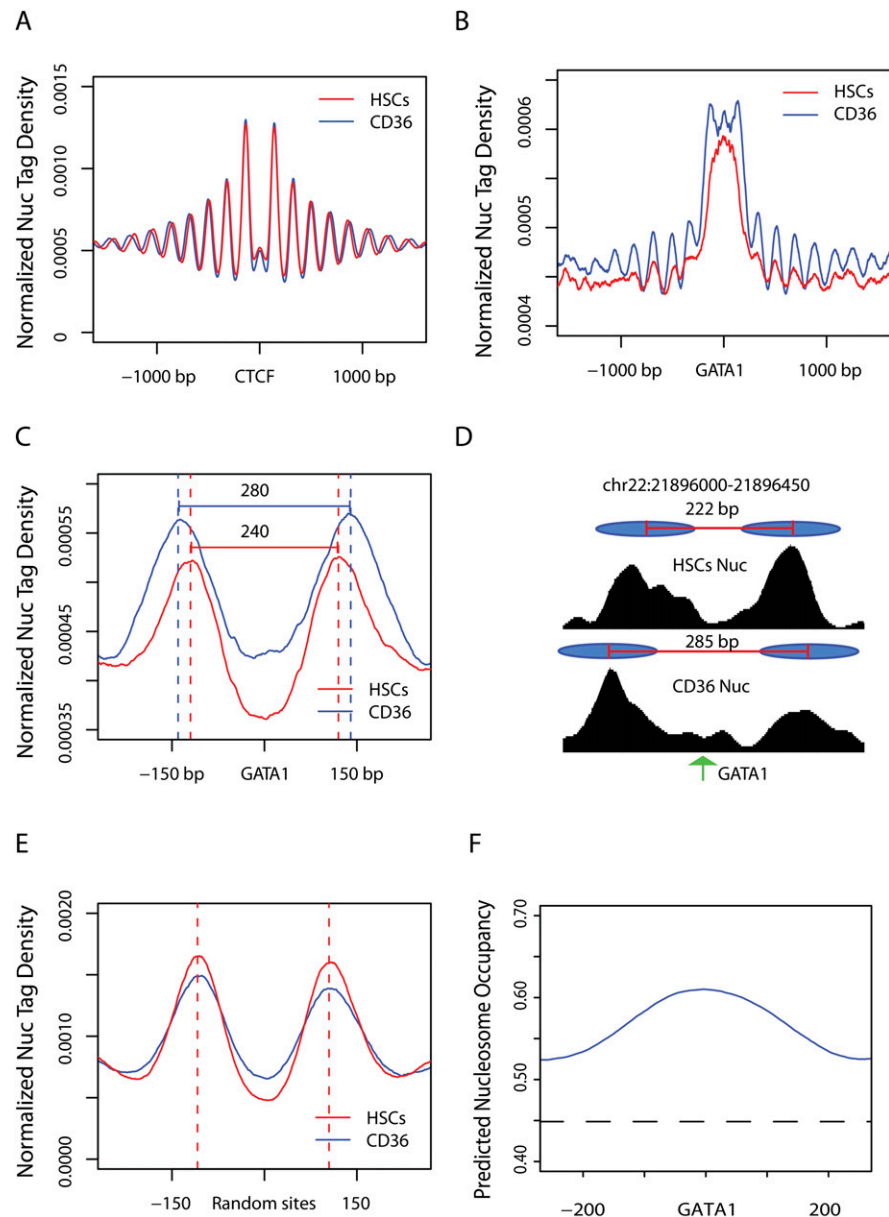 A
Normalized Nuc Tag Density
0.0015
0.0010
0.0005
0
HSCs
CD36
−1000 bp
CTCF
1000 bp
B
Normalized Nuc Tag Density
0.0006
0.0005
0.0004
HSCs
CD36
−1000 bp
GATA1
1000 bp
C
Normalized Nuc Tag Density
0.00055
0.00045
0.00035
280
240
HSCs
CD36
−150 bp
GATA1
150 bp
D
chr22:21896000-21896450
222 bp
HSCs Nuc
285 bp
CD36 Nuc
GATA1
E
Normalized Nuc Tag Density
0.0020
0.0010
0.0000
HSCs
CD36
−150
Random sites
150
F
Predicted Nucleosome Occupancy
0.70
0.60
0.50
0.40
−200
GATA1
200